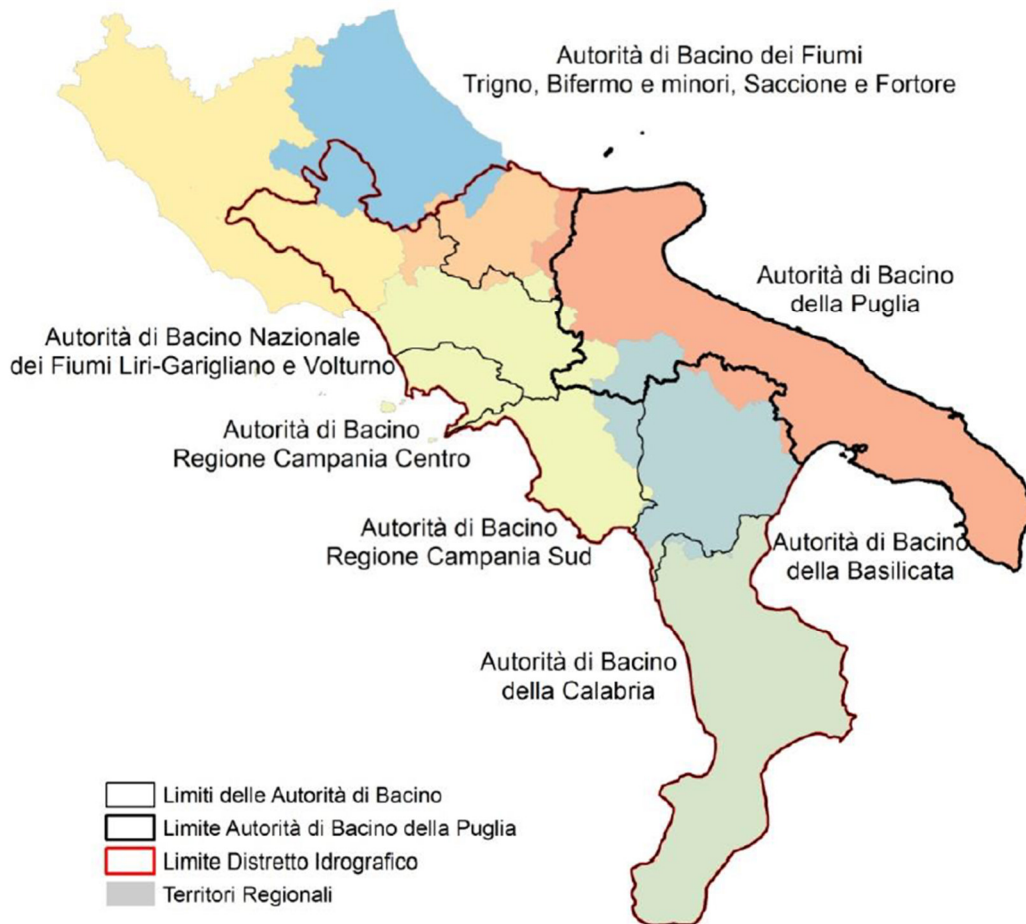 Autorità di Bacino dei Fiumi
Trigno, Bifermo e minori, Saccione e Fortore
Autorità di Bacino
della Puglia
Autorità di Bacino Nazionale
dei Fiumi Liri-Garigliano e Volturno
Autorità di Bacino
Regione Campania Centro
Autorità di Bacino
Regione Campania Sud
Autorità di Bacino
della Basilicata
Autorità di Bacino
della Calabria
Limiti delle Autorità di Bacino
Limite Autorità di Bacino della Puglia
Limite Distretto Idrografico
Territori Regionali